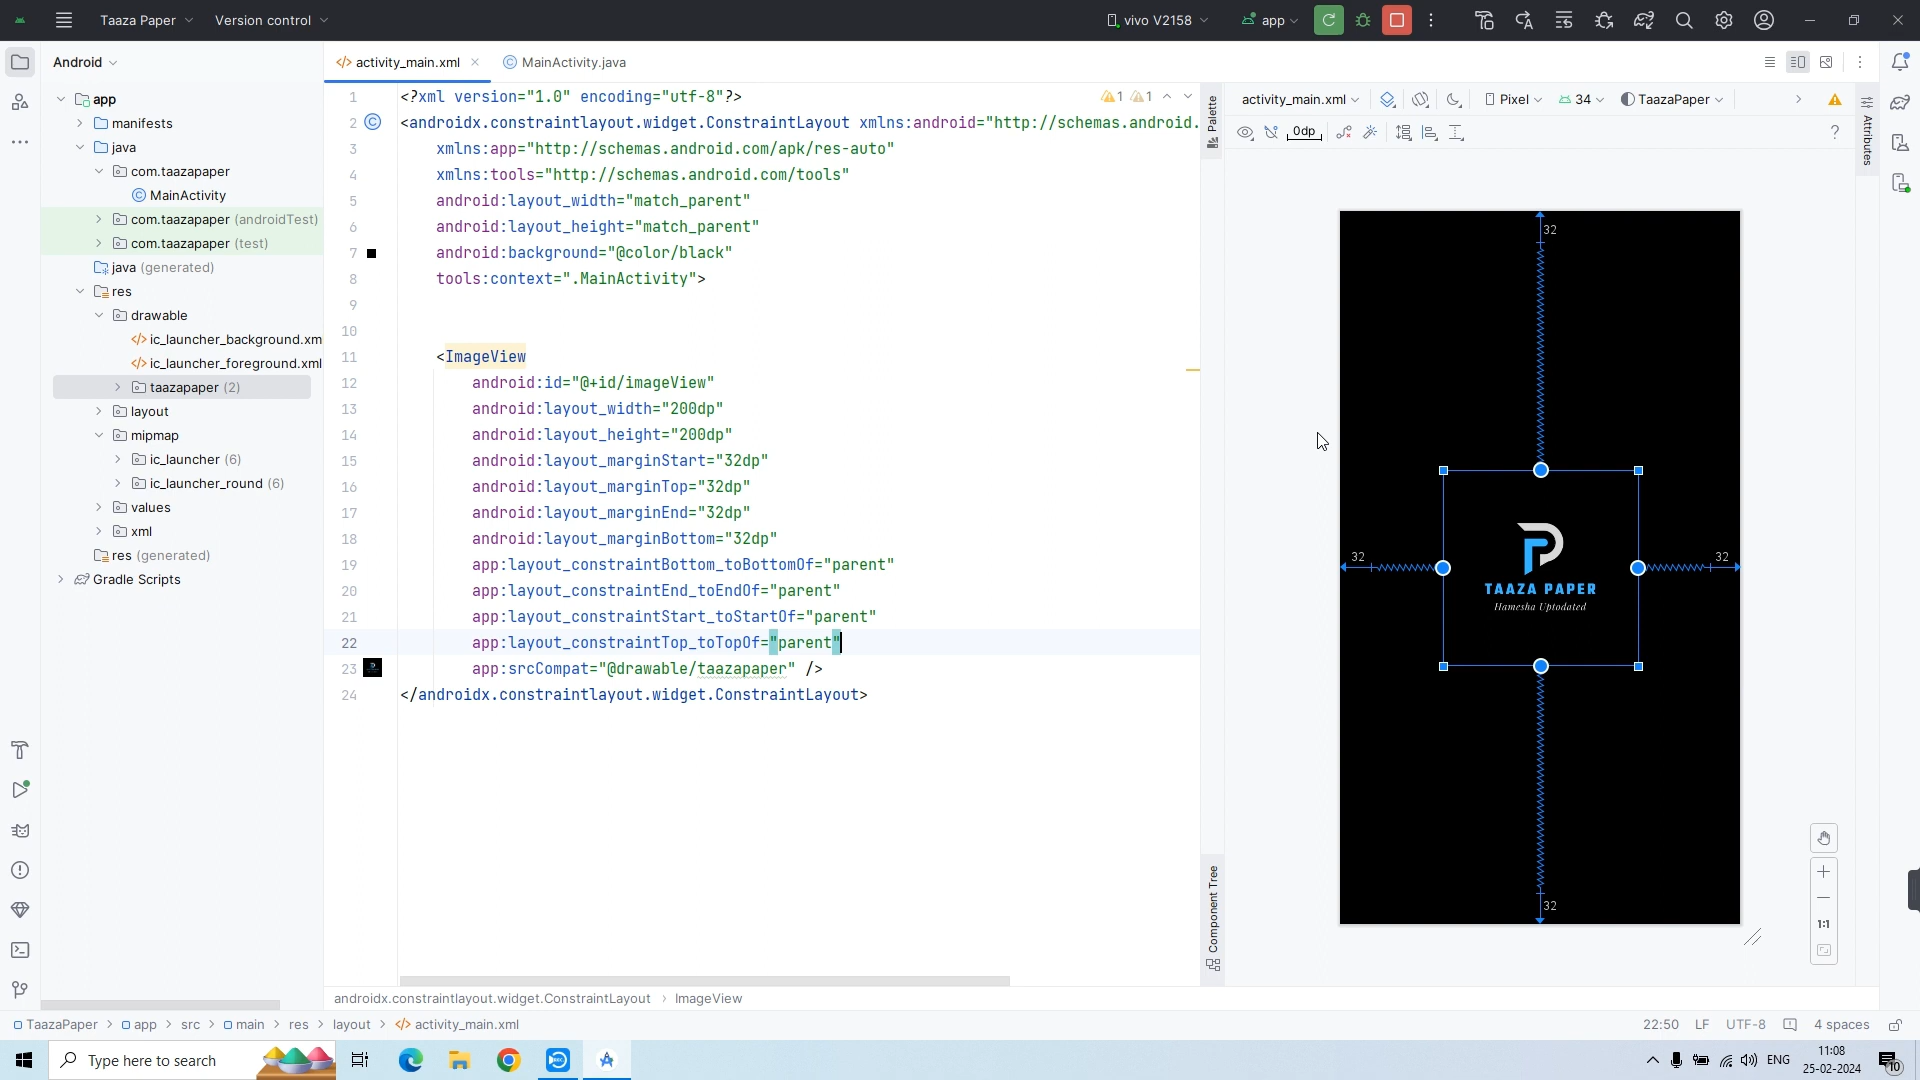 Taaza Paper
Version control
vivo V2158
app
Android
activity_main.xml
MainActivity.java
app
manifests
java
com.taazapaper
MainActivity
com.taazapaper (androidTest)
com.taazapaper (test)
java (generated)
res
drawable
ic_launcher_background.xm
ic_launcher_foreground.xml
taazapaper (2)
layout
mipmap
ic_launcher (6)
ic_launcher_round (6)
values
xml
res (generated)
Gradle Scripts
1 <?xml version="1.0" encoding="utf-8"?>
2 <androidx.constraintlayout.widget.ConstraintLayout xmlns:android="http://schemas.android.
3 xmlns:app="http://schemas.android.com/apk/res-auto"
4 xmlns:tools="http://schemas.android.com/tools"
5 android:layout_width="match_parent"
6 android:layout_height="match_parent"
7 android:background="@color/black"
8 tools:context=".MainActivity">
9
10
11 <ImageView
12 android:id="@+id/imageView"
13 android:layout_width="200dp"
14 android:layout_height="200dp"
15 android:layout_marginStart="32dp"
16 android:layout_marginTop="32dp"
17 android:layout_marginEnd="32dp"
18 android:layout_marginBottom="32dp"
19 app:layout_constraintBottom_toBottomOf="parent"
20 app:layout_constraintEnd_toEndOf="parent"
21 app:layout_constraintStart_toStartOf="parent"
22 app:layout_constraintTop_toTopOf="parent"
23 app:srcCompat="@drawable/taazapaper" />
24 </androidx.constraintlayout.widget.ConstraintLayout>
1 1
Palette
Component Tree
activity_main.xml
Pixel
34
TaazaPaper
0dp
?
Attributes
32
32
32
TAAZA PAPER
Hamesha Uptodated
32
1:1
androidx.constraintlayout.widget.ConstraintLayout > ImageView
TaazaPaper > app > src > main > res > layout > activity_main.xml
22:50 LF UTF-8 4 spaces
Type here to search
ENG
11:08
25-02-2024
10